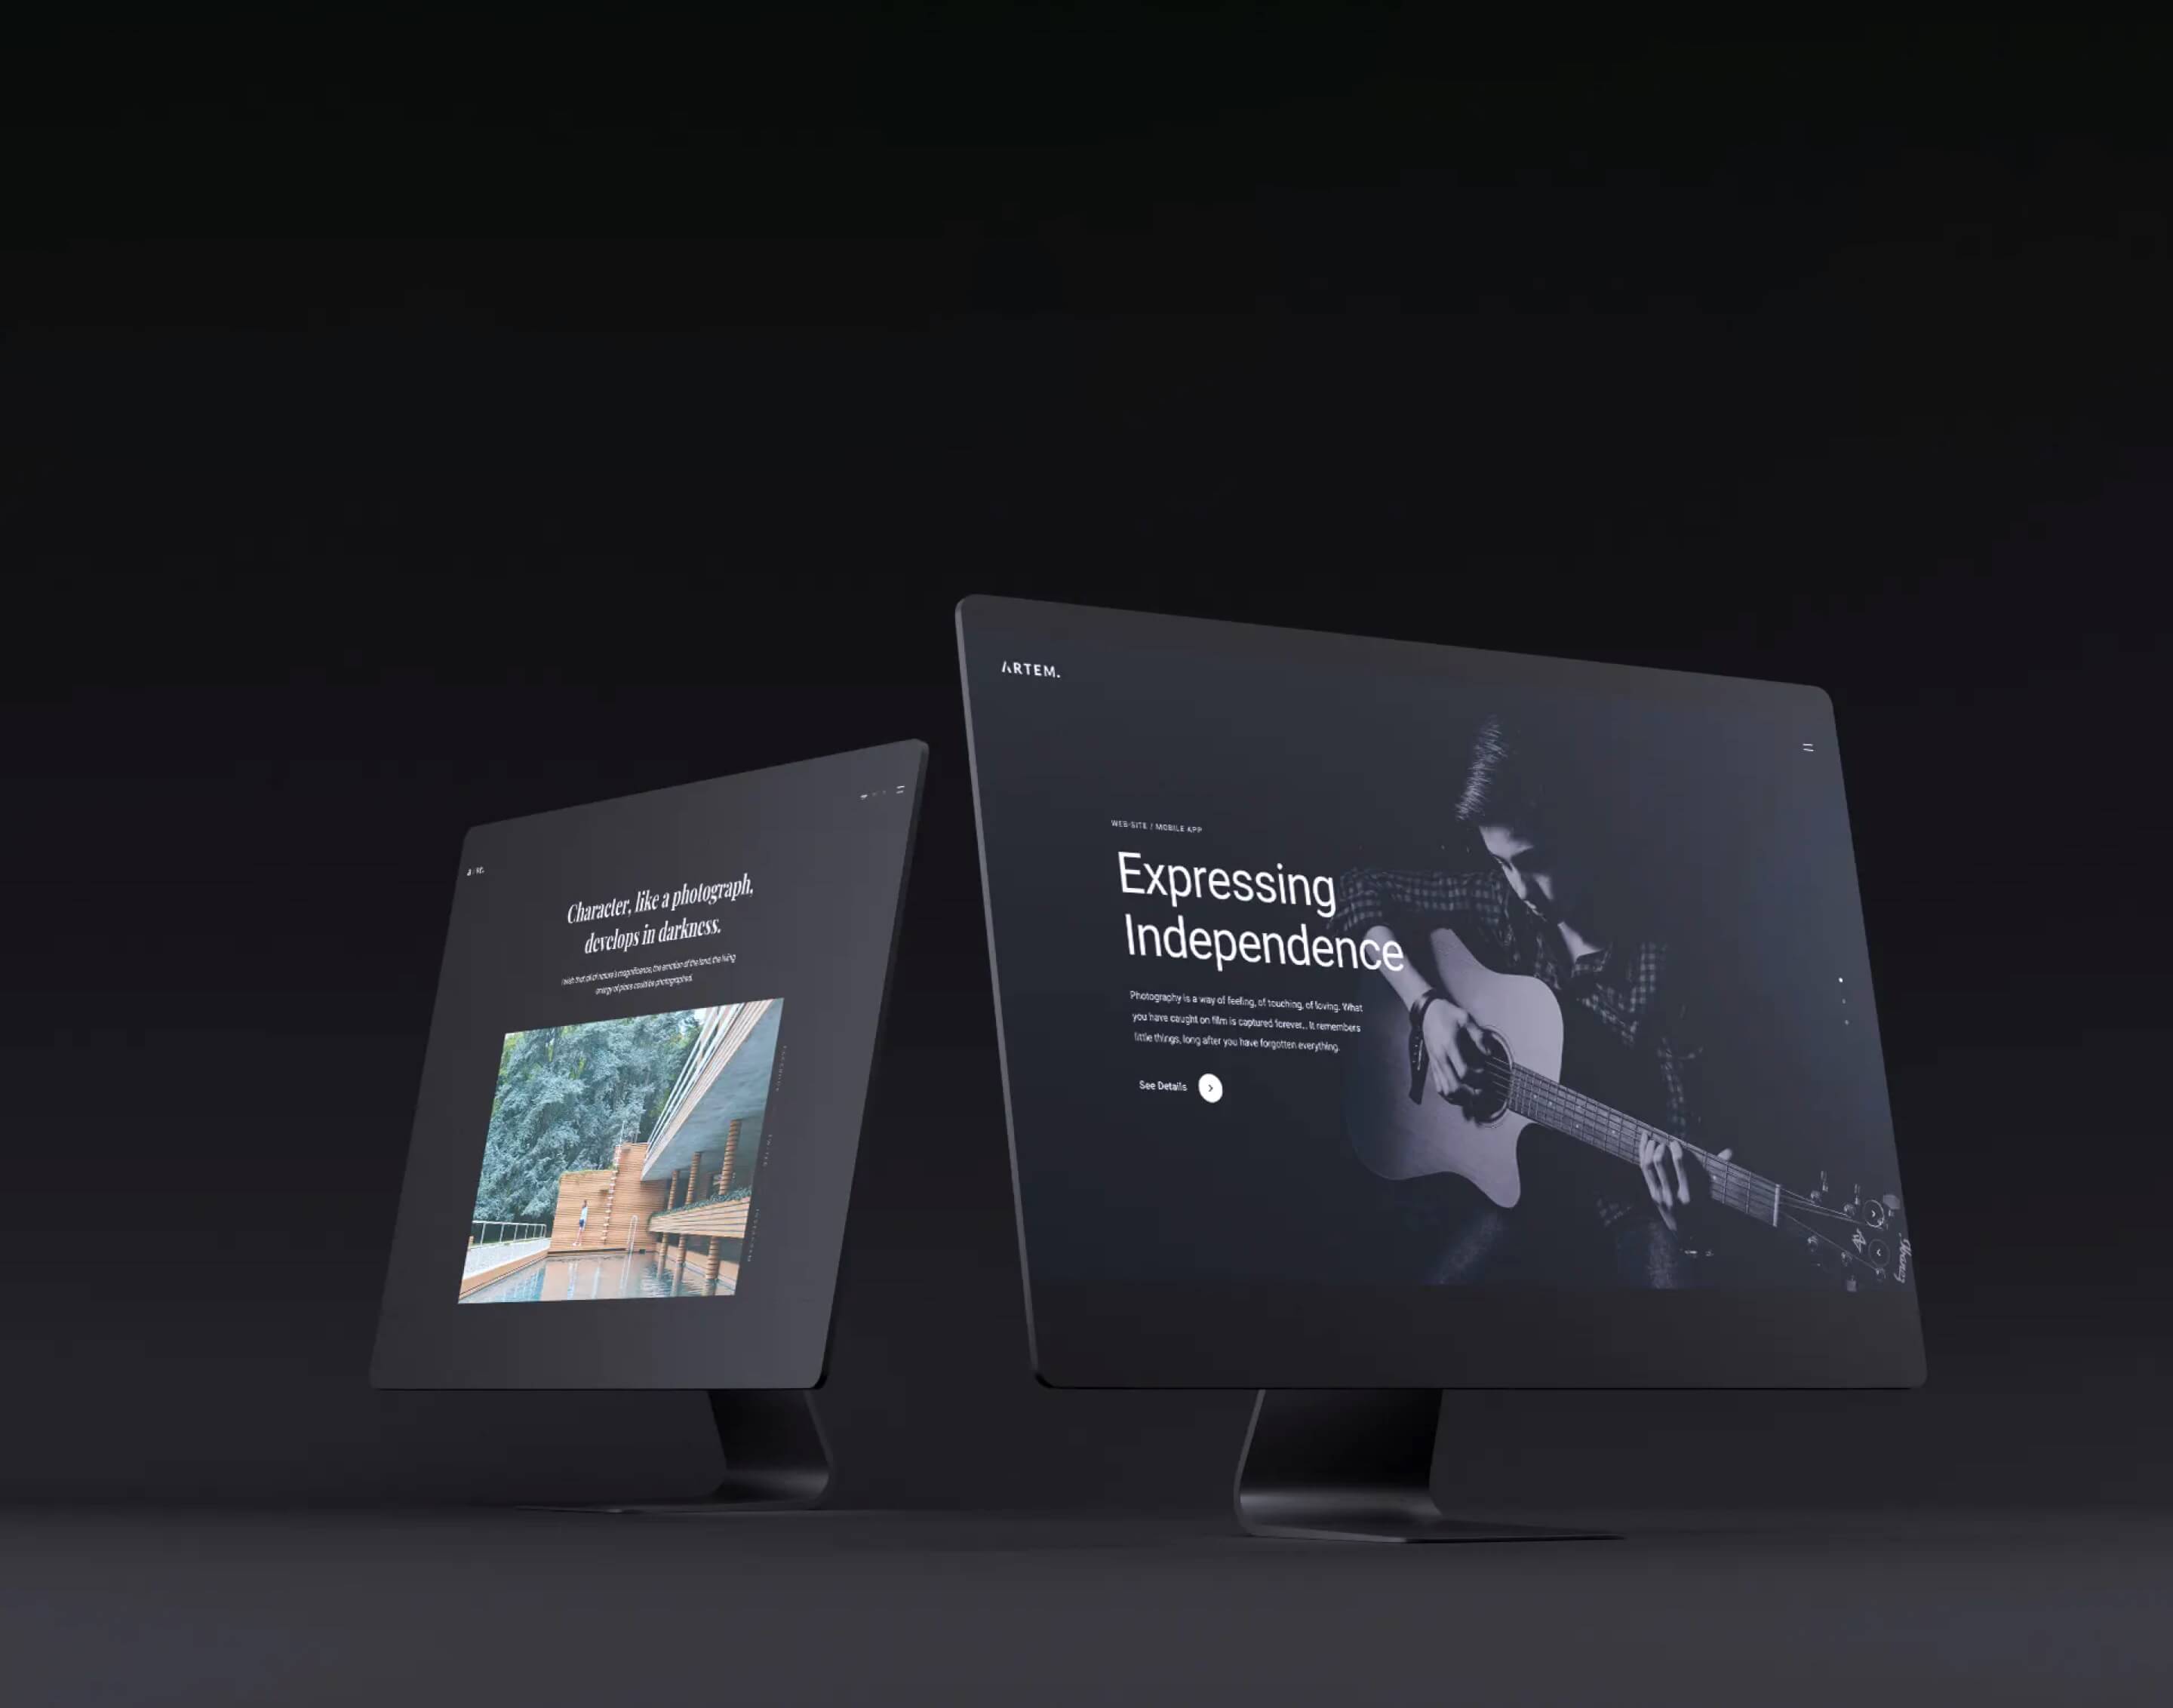 Character, like a photograph,
develops in darkness.
I wish that all of nature's magnificence, the emotion of the land, the living
energy of place could be photographed.
ARTEM.
WEB-SITE / MOBILE APP
Expressing
Independence
Photography is a way of feeling, of touching, of loving. What
you have caught on film is captured forever... It remembers
little things, long after you have forgotten everything.
See Details
Ibanez